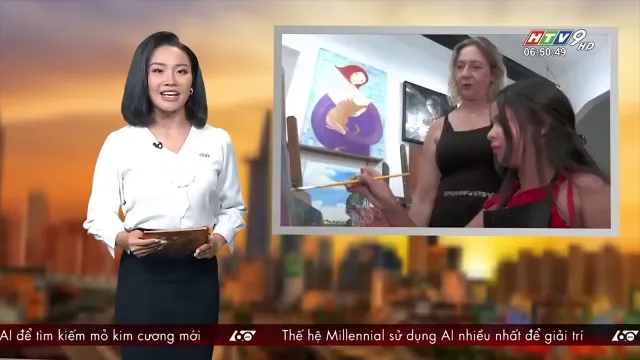 HTV9 HD
06:50:49
AI để tìm kiếm mỏ kim cương mới 60 Thế hệ Millennial sử dụng AI nhiều nhất để giải trí